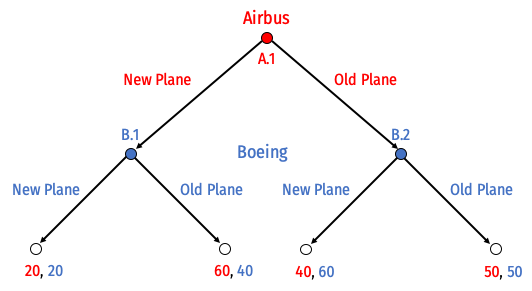 Airbus
A.1
New Plane
Old Plane
B.1
Boeing
B.2
New Plane
Old Plane
New Plane
Old Plane
20, 20
60, 40
40, 60
50, 50